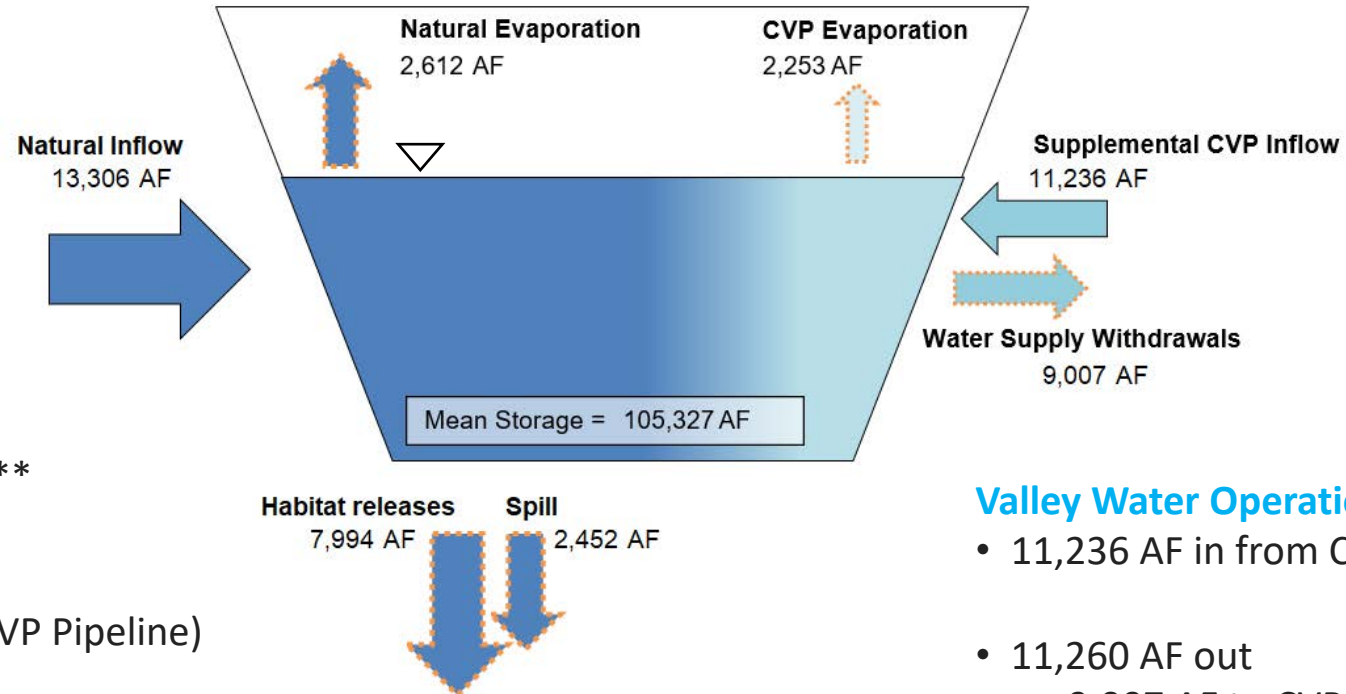 Natural Evaporation
2,612 AF
CVP Evaporation
2,253 AF
Natural Inflow
13,306 AF
Supplemental CVP Inflow
11,236 AF
Water Supply Withdrawals
9,007 AF
Mean Storage = 105,327 AF
**
Habitat releases
7,994 AF
Spill
2,452 AF
VP Pipeline)
Valley Water Operatio
• 11,236 AF in from C
• 11,260 AF out